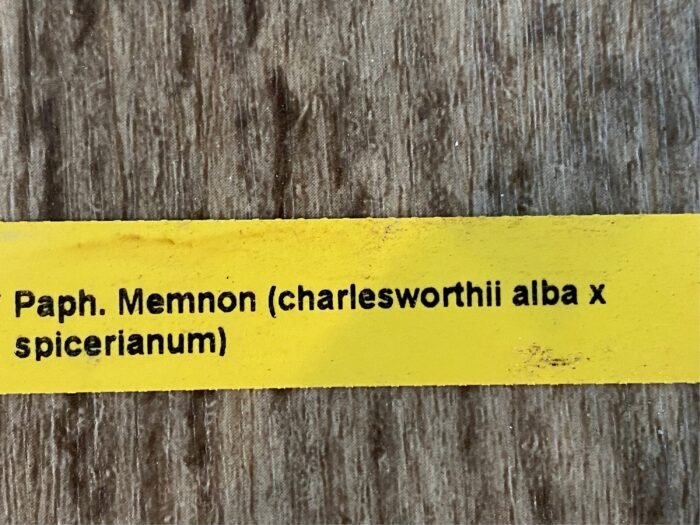 Paph. Memnon (charlesworthii alba x
spicerianum)